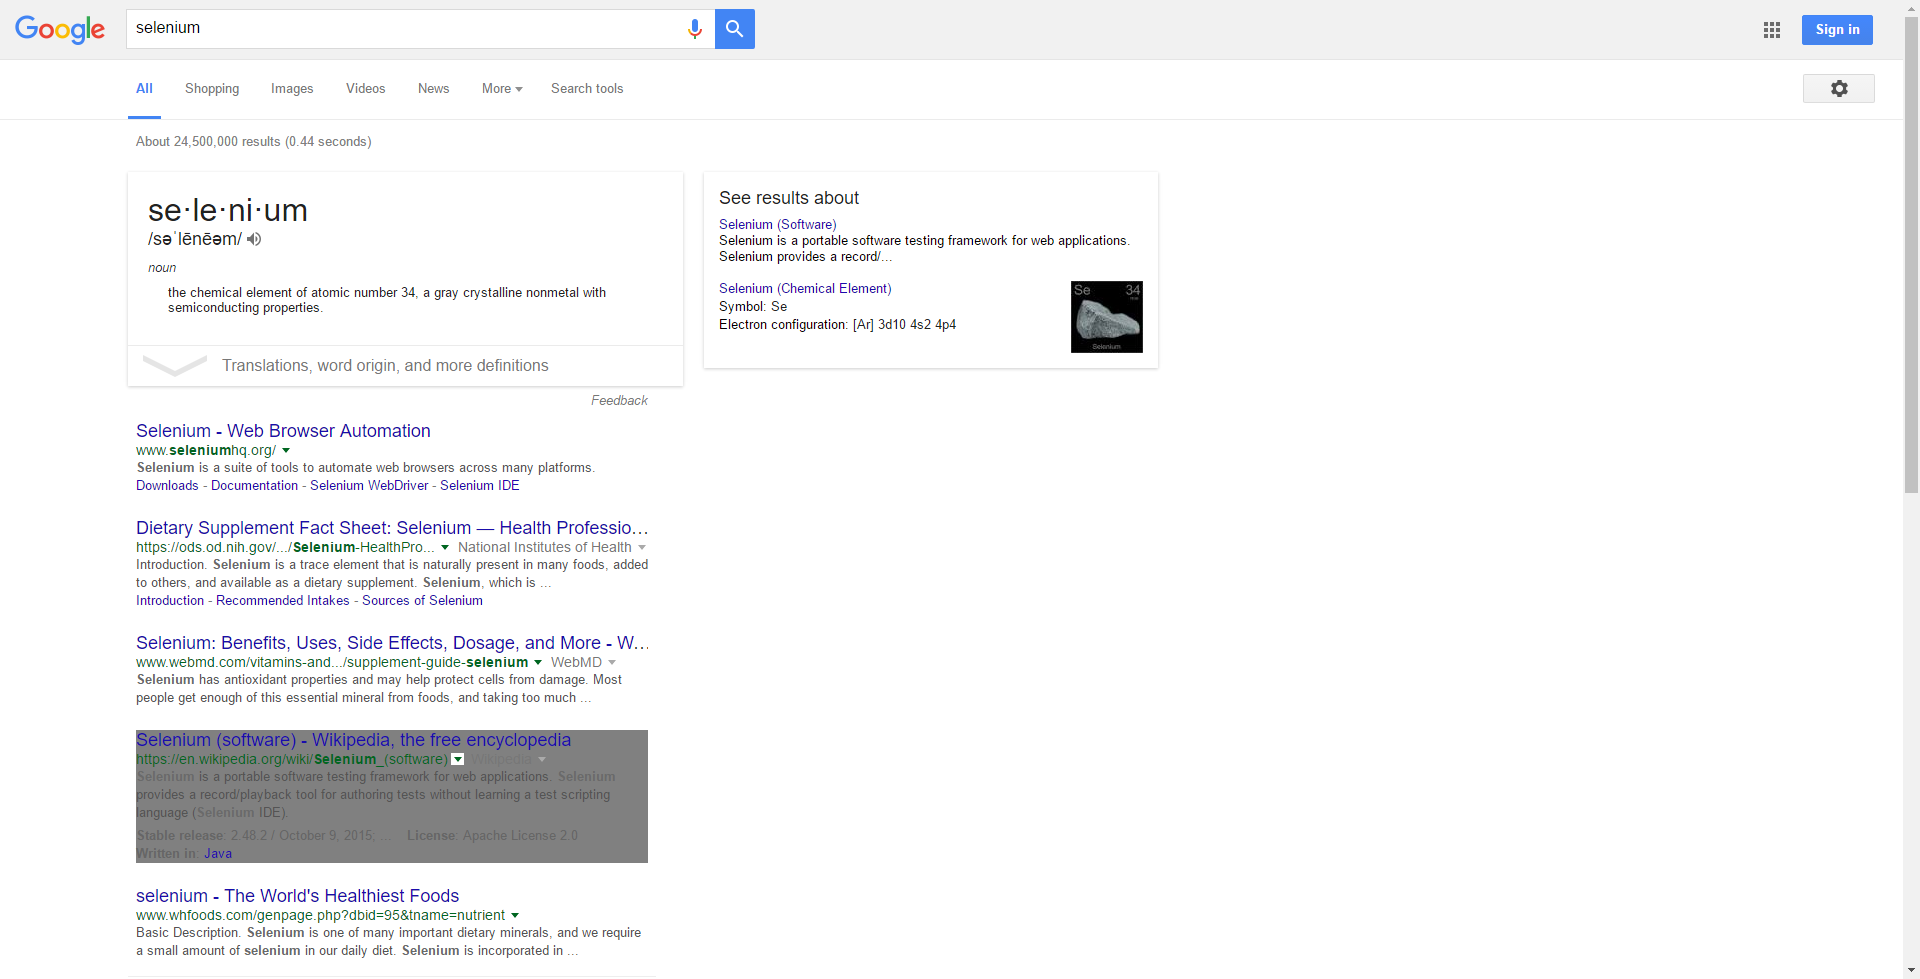 Google
selenium
Sign in
All Shopping Images Videos News More Search tools
About 24,500,000 results (0.44 seconds)
se·le·ni·um
/səˈlēnēəm/
noun
the chemical element of atomic number 34, a gray crystalline nonmetal with
semiconducting properties.
Translations, word origin, and more definitions
Feedback
See results about
Selenium (Software)
Selenium is a portable software testing framework for web applications.
Selenium provides a record/...
Selenium (Chemical Element)
Symbol: Se
Electron configuration: [Ar] 3d10 4s2 4p4
Se 34
Selenium
Selenium - Web Browser Automation
www.seleniumhq.org/
Selenium is a suite of tools to automate web browsers across many platforms.
Downloads - Documentation - Selenium WebDriver - Selenium IDE
Dietary Supplement Fact Sheet: Selenium — Health Professio...
https://ods.od.nih.gov/.../Selenium-HealthPro... National Institutes of Health
Introduction. Selenium is a trace element that is naturally present in many foods, added
to others, and available as a dietary supplement. Selenium, which is ...
Introduction - Recommended Intakes - Sources of Selenium
Selenium: Benefits, Uses, Side Effects, Dosage, and More - W...
www.webmd.com/vitamins-and.../supplement-guide-selenium WebMD
Selenium has antioxidant properties and may help protect cells from damage. Most
people get enough of this essential mineral from foods, and taking too much ...
Selenium (software) - Wikipedia, the free encyclopedia
https://en.wikipedia.org/wiki/Selenium_(software) Wikipedia
Selenium is a portable software testing framework for web applications. Selenium
provides a record/playback tool for authoring tests without learning a test scripting
language (Selenium IDE).
Stable release: 2.48.2 / October 9, 2015; ... License: Apache License 2.0
Written in: Java
selenium - The World's Healthiest Foods
www.whfoods.com/genpage.php?dbid=95&tname=nutrient
Basic Description. Selenium is one of many important dietary minerals, and we require
a small amount of selenium in our daily diet. Selenium is incorporated in ...